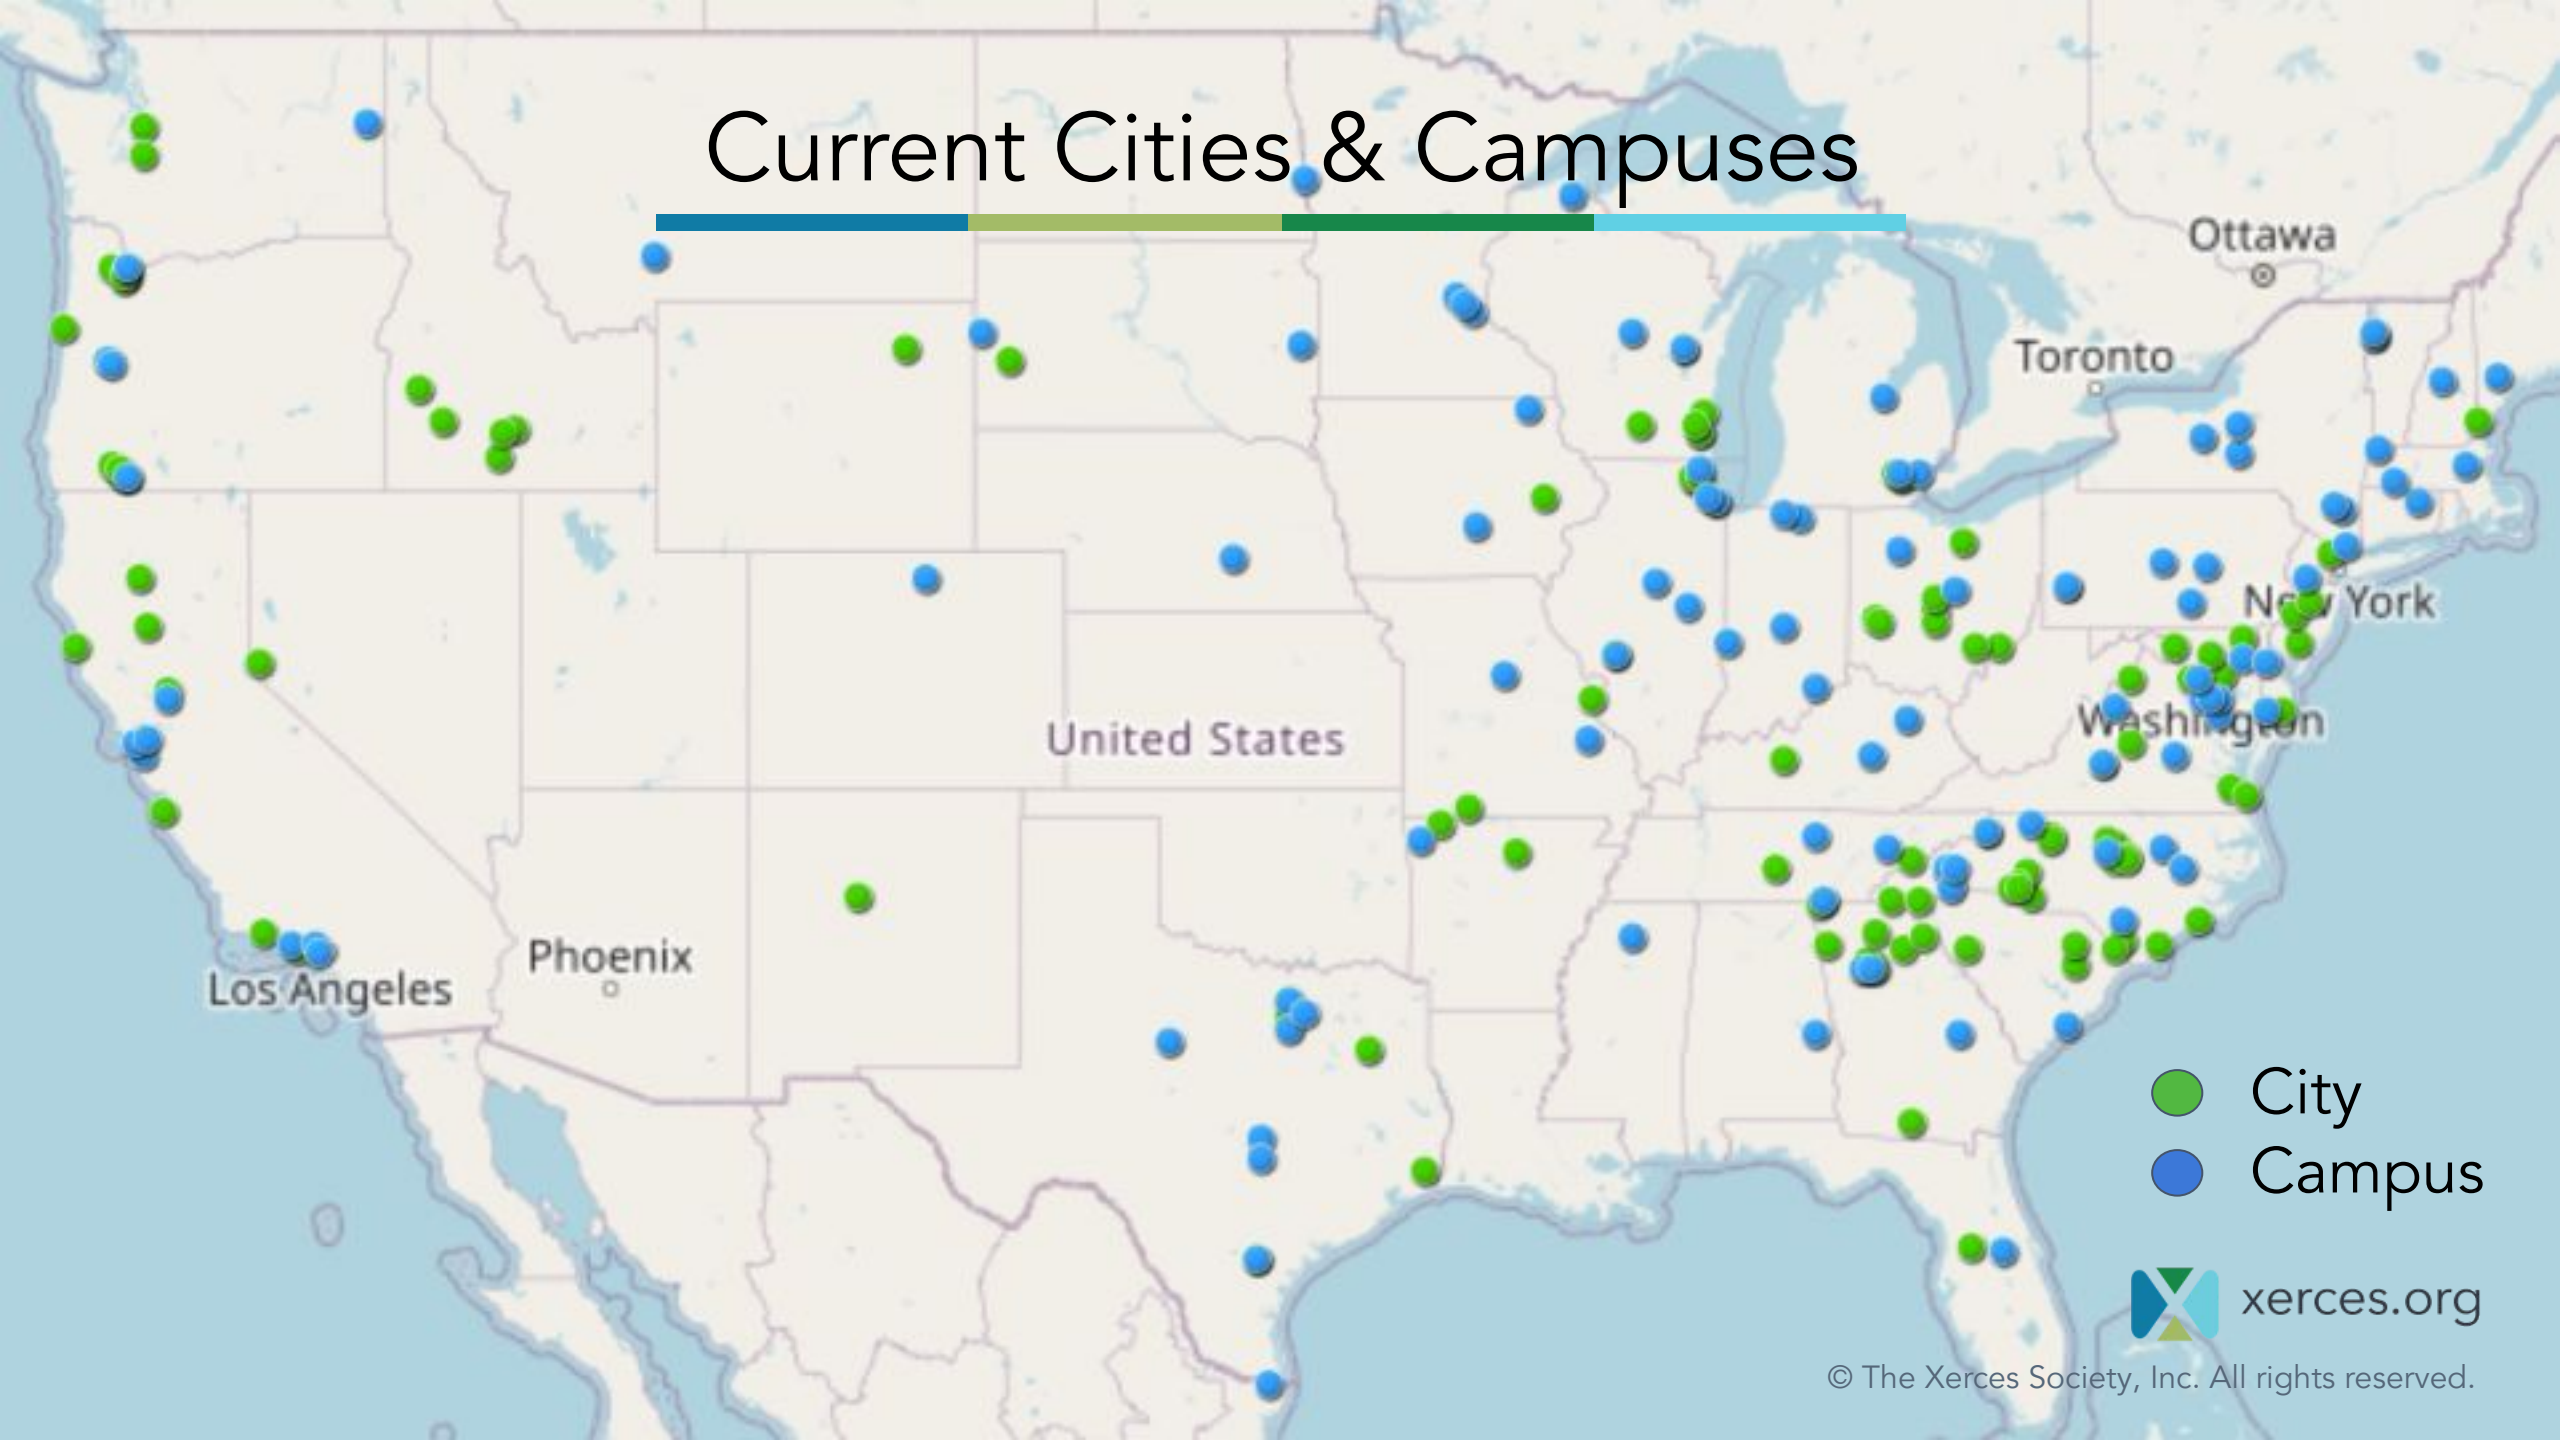 Current Cities & Campuses
Ottawa
Toronto
New York
Washington
United States
Phoenix
Los Angeles
City
Campus
xerces.org
© The Xerces Society, Inc. All rights reserved.